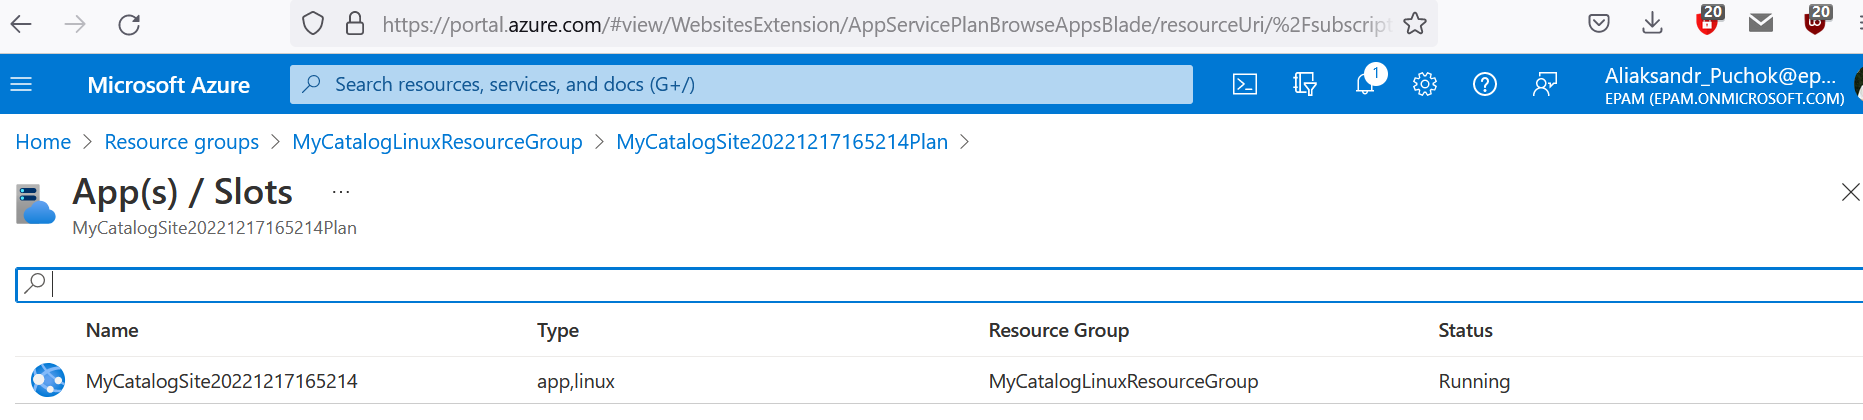 https://portal.azure.com/#view/WebsitesExtension/AppServicePlanBrowseAppsBlade/resourceUri/%2Fsubscript
20
20
Microsoft Azure
Search resources, services, and docs (G+/)
1
Aliaksandr_Puchok@ep...
EPAM (EPAM.ONMICROSOFT.COM)
Home > Resource groups > MyCatalogLinuxResourceGroup > MyCatalogSite20221217165214Plan >
App(s) / Slots ...
MyCatalogSite20221217165214Plan
Name Type Resource Group Status
MyCatalogSite20221217165214 app,linux MyCatalogLinuxResourceGroup Running